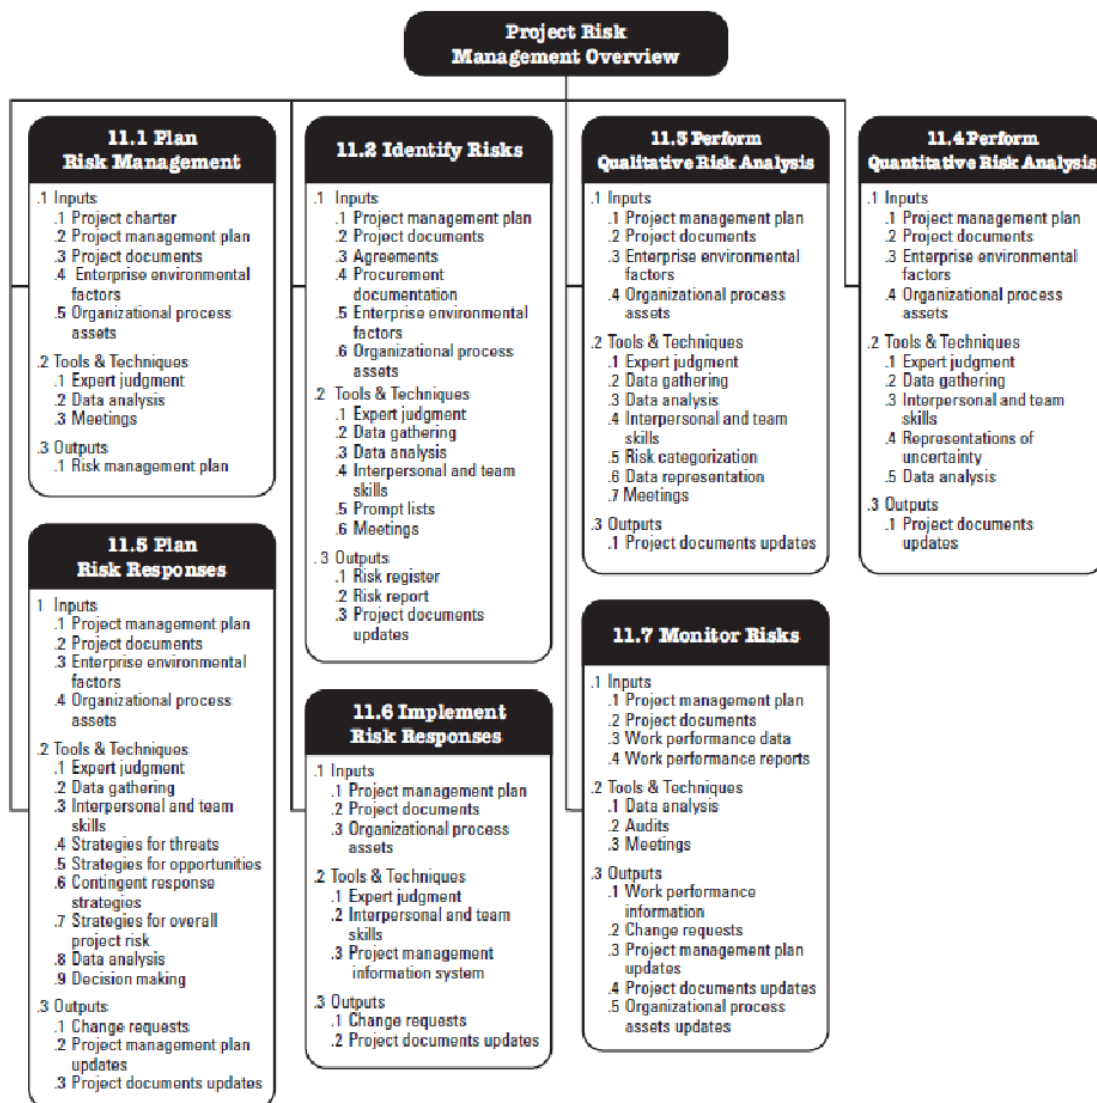 Project Risk
Management Overview
11.1 Plan
Risk Management
.1 Inputs
.1 Project charter
.2 Project management plan
.3 Project documents
.4 Enterprise environmental
factors
.5 Organizational process
assets
.2 Tools & Techniques
.1 Expert judgment
.2 Data analysis
.3 Meetings
.3 Outputs
.1 Risk management plan
11.2 Identify Risks
.1 Inputs
.1 Project management plan
.2 Project documents
.3 Agreements
.4 Procurement
documentation
.5 Enterprise environmental
factors
.6 Organizational process
assets
.2 Tools & Techniques
.1 Expert judgment
.2 Data gathering
.3 Data analysis
.4 Interpersonal and team
skills
.5 Prompt lists
.6 Meetings
.3 Outputs
.1 Risk register
.2 Risk report
.3 Project documents
updates
11.3 Perform
Qualitative Risk Analysis
.1 Inputs
.1 Project management plan
.2 Project documents
.3 Enterprise environmental
factors
.4 Organizational process
assets
.2 Tools & Techniques
.1 Expert judgment
.2 Data gathering
.3 Data analysis
.4 Interpersonal and team
skills
.5 Risk categorization
.6 Data representation
.7 Meetings
.3 Outputs
.1 Project documents updates
11.4 Perform
Quantitative Risk Analysis
.1 Inputs
.1 Project management plan
.2 Project documents
.3 Enterprise environmental
factors
.4 Organizational process
assets
.2 Tools & Techniques
.1 Expert judgment
.2 Data gathering
.3 Interpersonal and team
skills
.4 Representations of
uncertainty
.5 Data analysis
.3 Outputs
.1 Project documents
updates
11.5 Plan
Risk Responses
1 Inputs
.1 Project management plan
.2 Project documents
.3 Enterprise environmental
factors
.4 Organizational process
assets
.2 Tools & Techniques
.1 Expert judgment
.2 Data gathering
.3 Interpersonal and team
skills
.4 Strategies for threats
.5 Strategies for opportunities
.6 Contingent response
strategies
.7 Strategies for overall
project risk
.8 Data analysis
.9 Decision making
.3 Outputs
.1 Change requests
.2 Project management plan
updates
.3 Project documents updates
11.6 Implement
Risk Responses
.1 Inputs
.1 Project management plan
.2 Project documents
.3 Organizational process
assets
.2 Tools & Techniques
.1 Expert judgment
.2 Interpersonal and team
skills
.3 Project management
information system
.3 Outputs
.1 Change requests
.2 Project documents updates
11.7 Monitor Risks
.1 Inputs
.1 Project management plan
.2 Project documents
.3 Work performance data
.4 Work performance reports
.2 Tools & Techniques
.1 Data analysis
.2 Audits
.3 Meetings
.3 Outputs
.1 Work performance
information
.2 Change requests
.3 Project management plan
updates
.4 Project documents updates
.5 Organizational process
assets updates